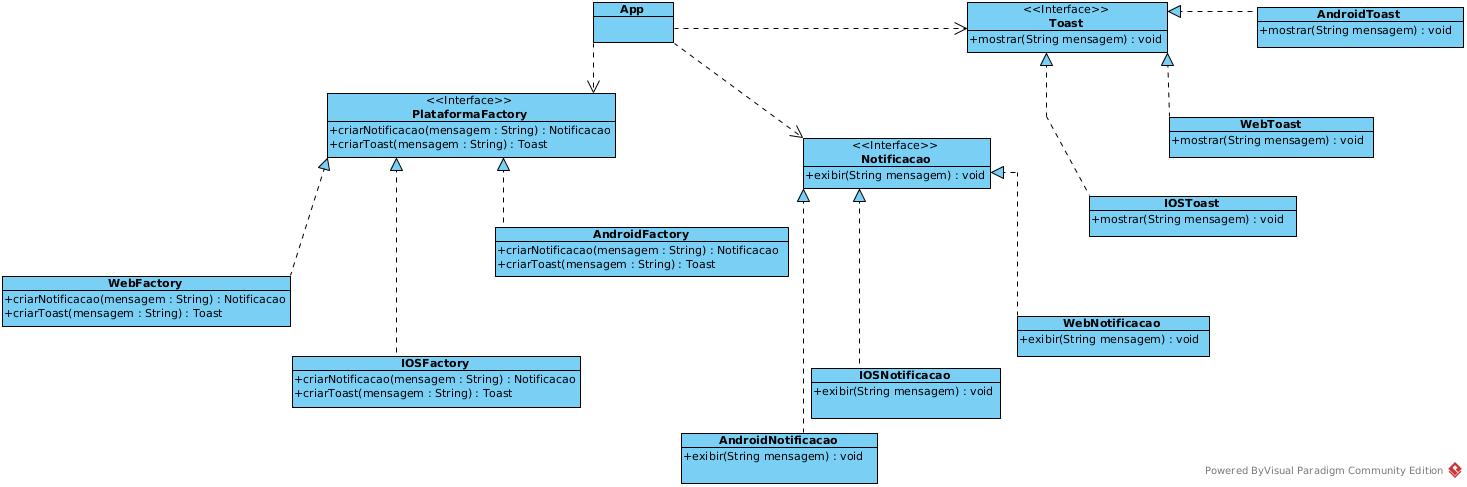 App
<<Interface>>
Toast
+mostrar(String mensagem) : void
AndroidToast
+mostrar(String mensagem) : void
<<Interface>>
PlataformaFactory
+criarNotificacao(mensagem : String) : Notificacao
+criarToast(mensagem : String) : Toast
WebToast
+mostrar(String mensagem) : void
<<Interface>>
Notificacao
+exibir(String mensagem) : void
IOSToast
+mostrar(String mensagem) : void
AndroidFactory
+criarNotificacao(mensagem : String) : Notificacao
+criarToast(mensagem : String) : Toast
WebFactory
+criarNotificacao(mensagem : String) : Notificacao
+criarToast(mensagem : String) : Toast
WebNotificacao
+exibir(String mensagem) : void
IOSFactory
+criarNotificacao(mensagem : String) : Notificacao
+criarToast(mensagem : String) : Toast
IOSNotificacao
+exibir(String mensagem) : void
AndroidNotificacao
+exibir(String mensagem) : void
Powered ByVisual Paradigm Community Edition